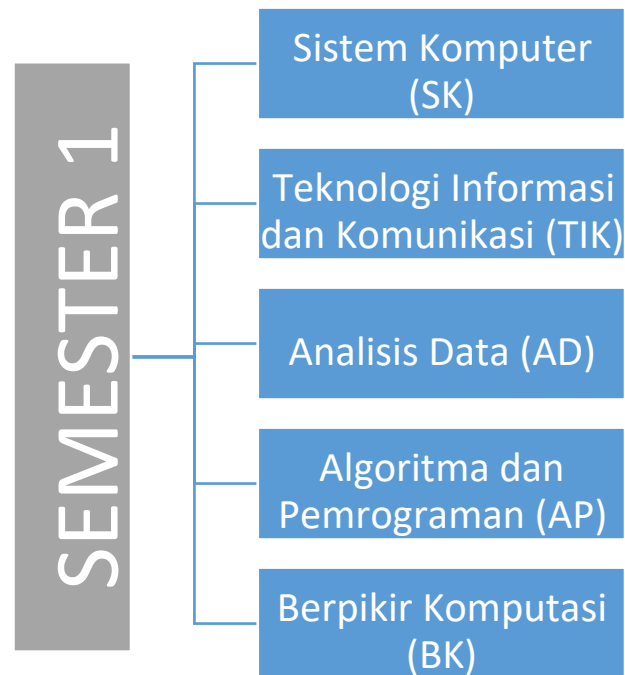 SEMESTER 1
Sistem Komputer
(SK)
Teknologi Informasi
dan Komunikasi (TIK)
Analisis Data (AD)
Algoritma dan
Pemrograman (AP)
Berpikir Komputasi
(BK)